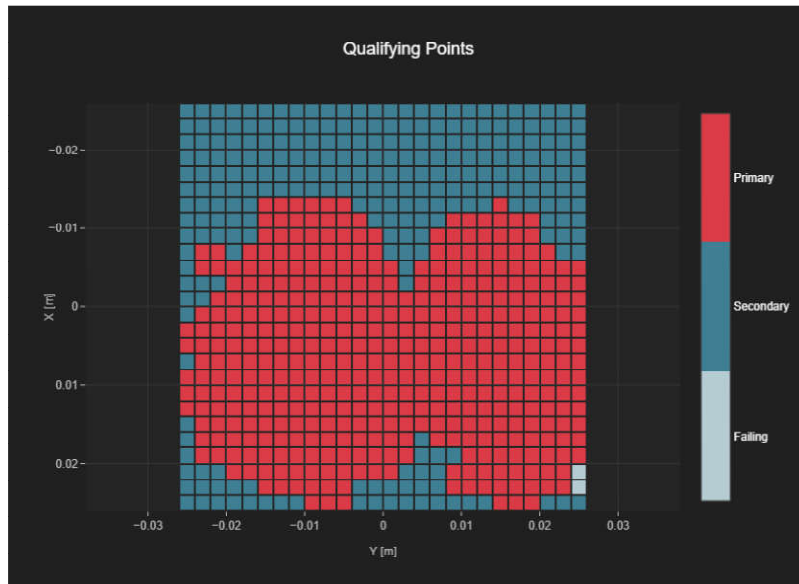 Qualifying Points
Primary
Secondary
Failing
−0.02
−0.01
0
0.01
0.02
X [m]
−0.03
−0.02
−0.01
0
0.01
0.02
0.03
Y [m]